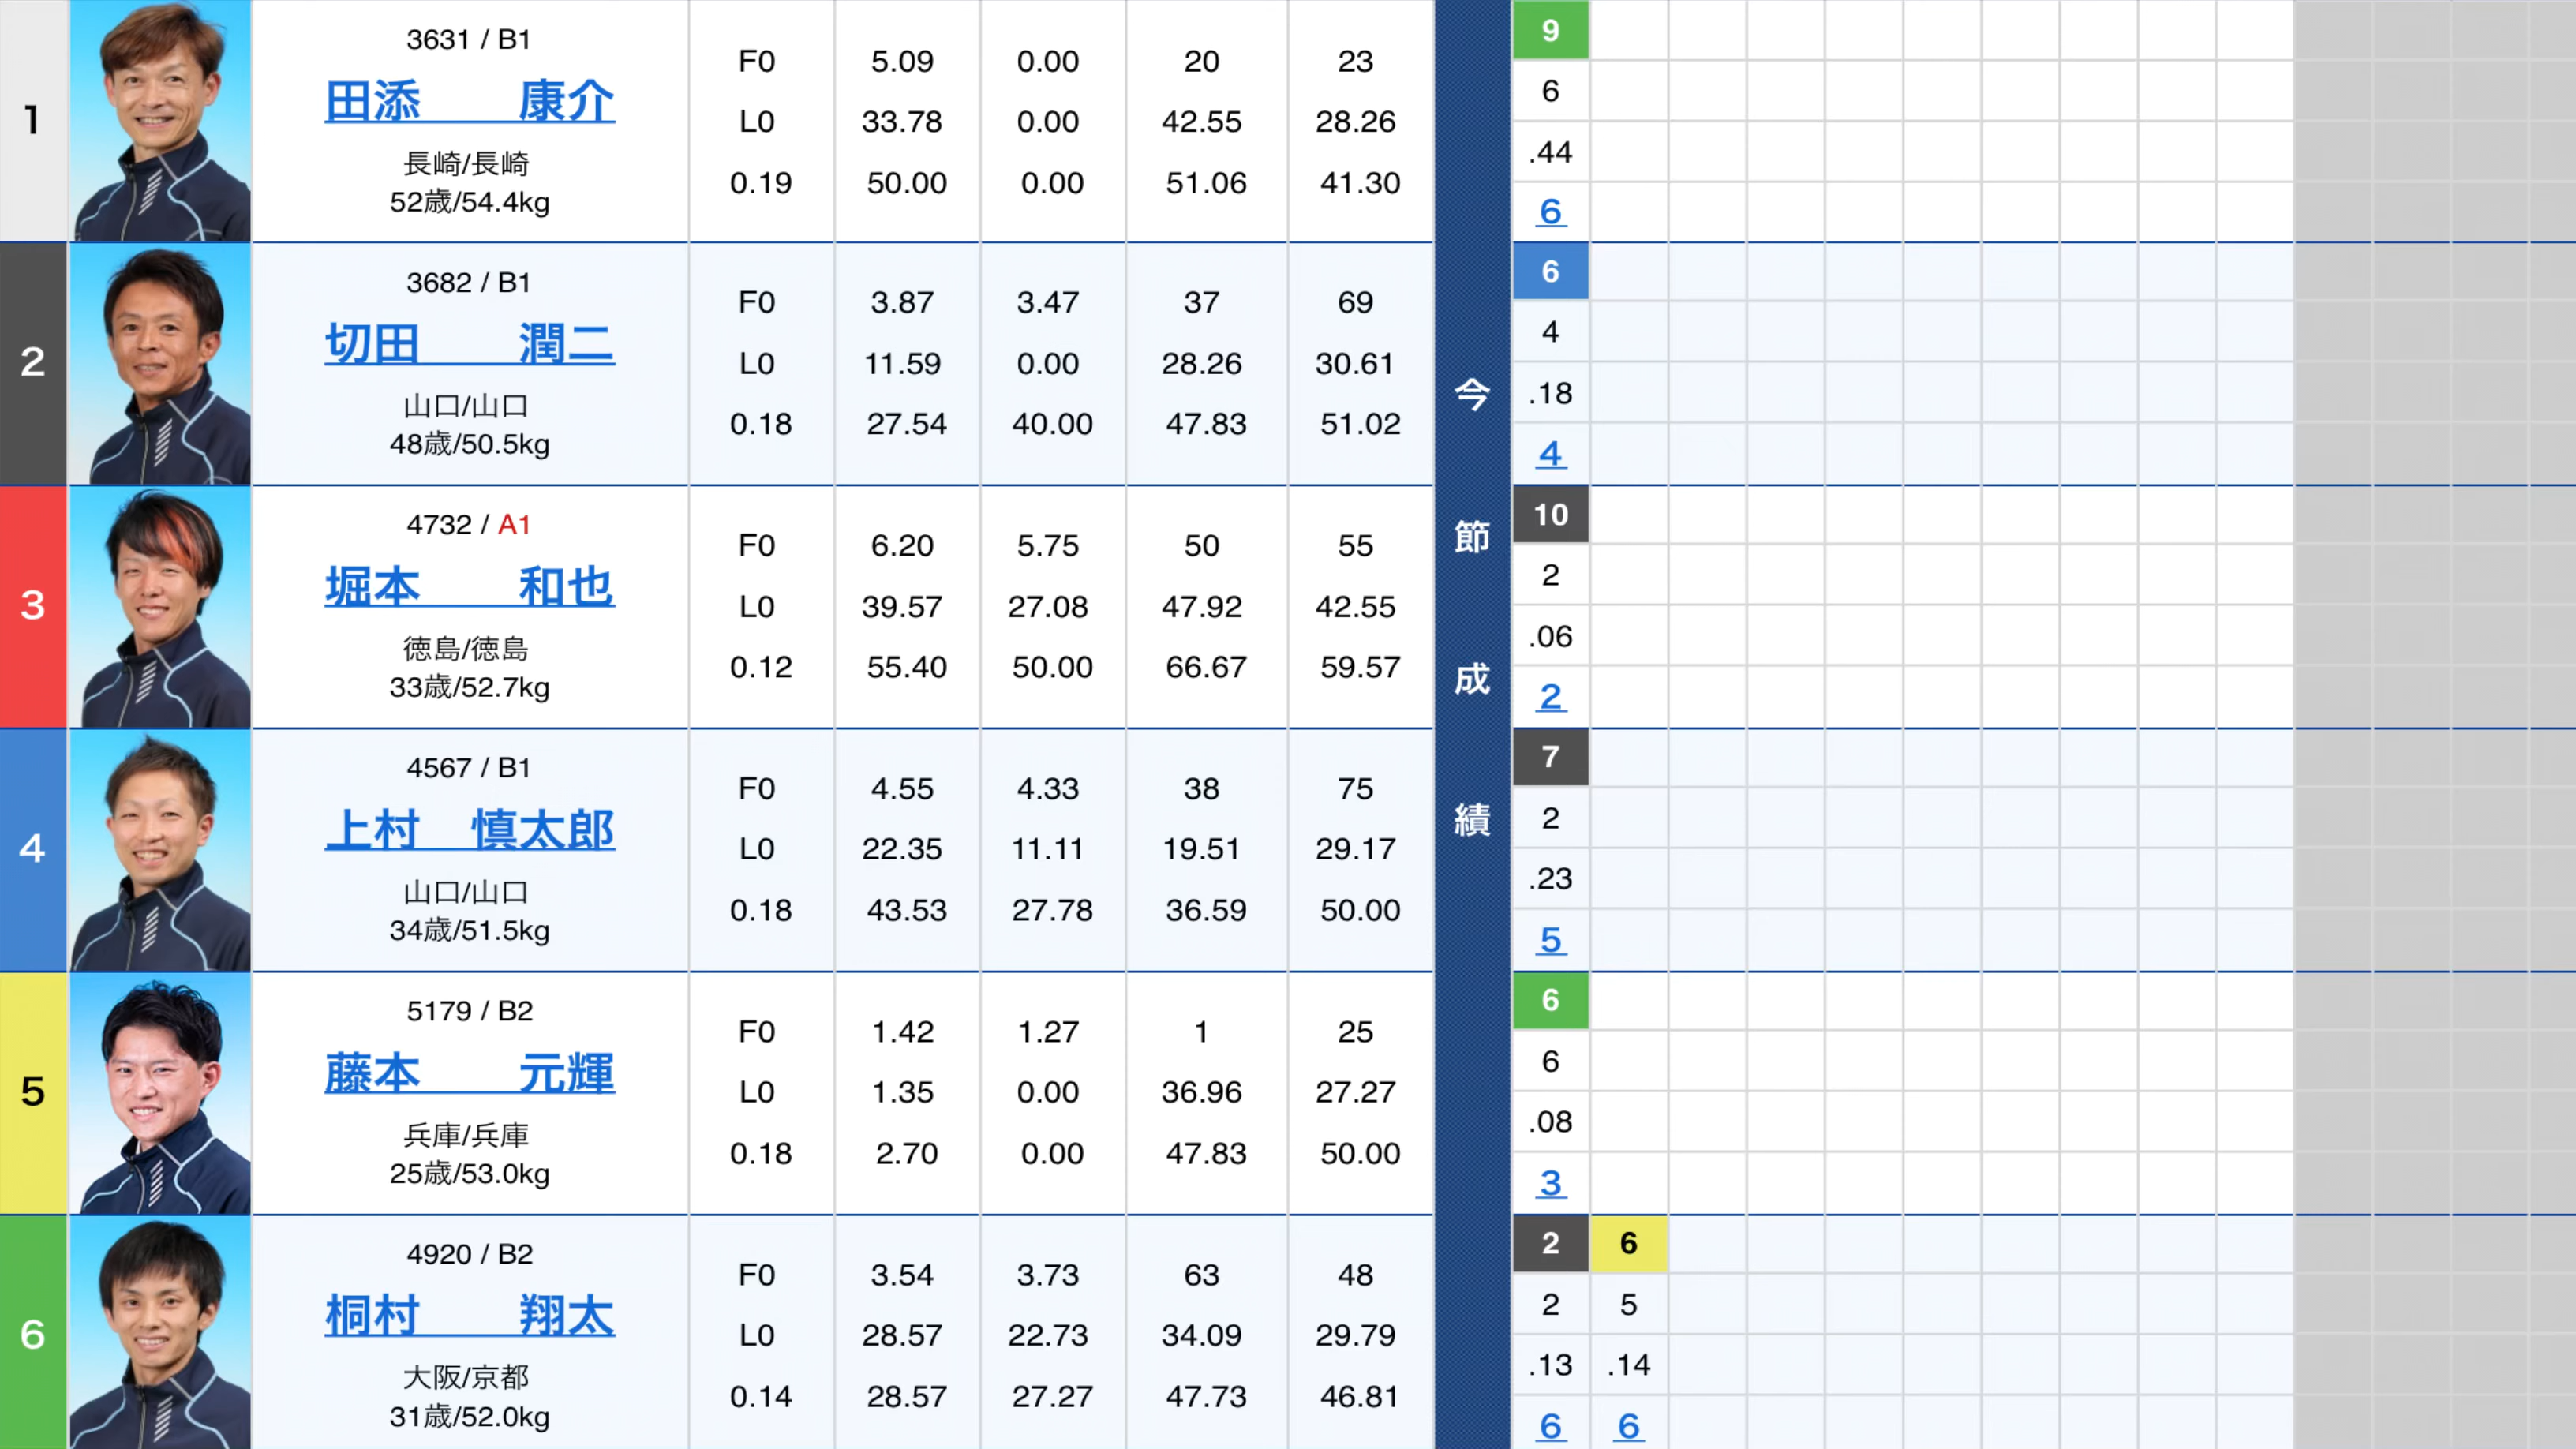 1
3631 / B1
田添 康介
長崎/長崎
52歳/54.4kg
F0 5.09 0.00 20 23
L0 33.78 0.00 42.55 28.26
0.19 50.00 0.00 51.06 41.30
9
6
.44
6
2
3682 / B1
切田 潤二
山口/山口
48歳/50.5kg
F0 3.87 3.47 37 69
L0 11.59 0.00 28.26 30.61
0.18 27.54 40.00 47.83 51.02
6
4
.18
4
3
4732 / A1
堀本 和也
徳島/徳島
33歳/52.7kg
F0 6.20 5.75 50 55
L0 39.57 27.08 47.92 42.55
0.12 55.40 50.00 66.67 59.57
今節成績
10
2
.06
2
4
4567 / B1
上村 慎太郎
山口/山口
34歳/51.5kg
F0 4.55 4.33 38 75
L0 22.35 11.11 19.51 29.17
0.18 43.53 27.78 36.59 50.00
7
2
.23
5
5
5179 / B2
藤本 元輝
兵庫/兵庫
25歳/53.0kg
F0 1.42 1.27 1 25
L0 1.35 0.00 36.96 27.27
0.18 2.70 0.00 47.83 50.00
6
6
.08
3
6
4920 / B2
桐村 翔太
大阪/京都
31歳/52.0kg
F0 3.54 3.73 63 48
L0 28.57 22.73 34.09 29.79
0.14 28.57 27.27 47.73 46.81
2 6
2 5
.13 .14
6 6